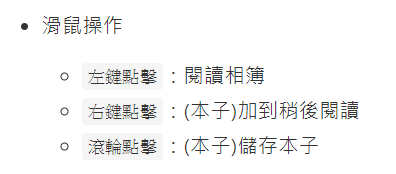 滑鼠操作
左鍵點擊：閱讀相簿
右鍵點擊：(本子)加到稍後閱讀
滾輪點擊：(本子)儲存本子